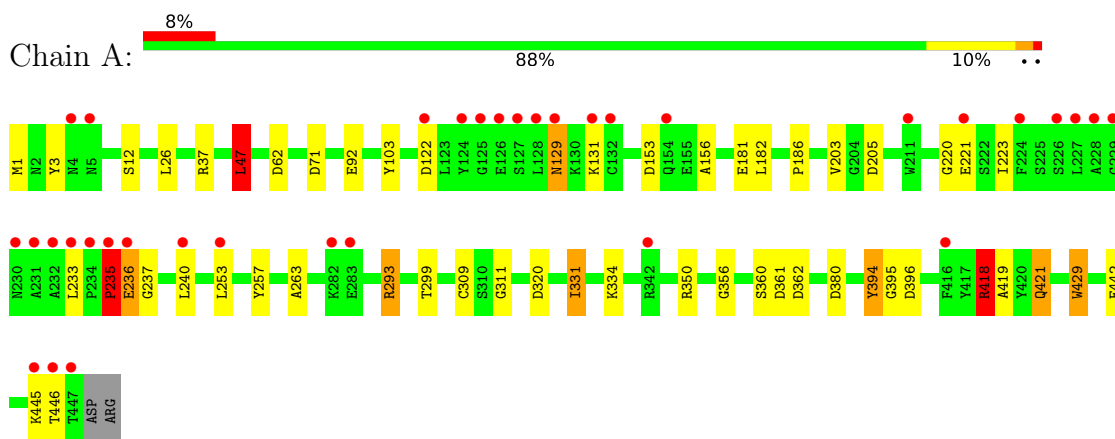 8%
Chain A:
88% 10% • •
M1 N2 Y3 N4 N5 S12 L26 R37 L47 D62 D71 E92 Y103 D122 L123 Y124 G125 E126 S127 L128 N129 K130 K131 C132 D153 Q154 E155 A156 E181 L182 P186 V203 G204 D205 W211 G220 E221 S222 I223 F224 S225 S226 L227 A228 G229
N230 A231 A232 L233 P234 P235 E236 G237 L240 L253 Y257 A263 K282 E283 R293 T299 C309 S310 G311 D320 I331 K334 R342 R350 G356 S360 D361 D362 D380 Y394 G395 D396 F416 Y417 R418 A419 Y420 Q421 W429
K445 T446 T447 ASP ARG